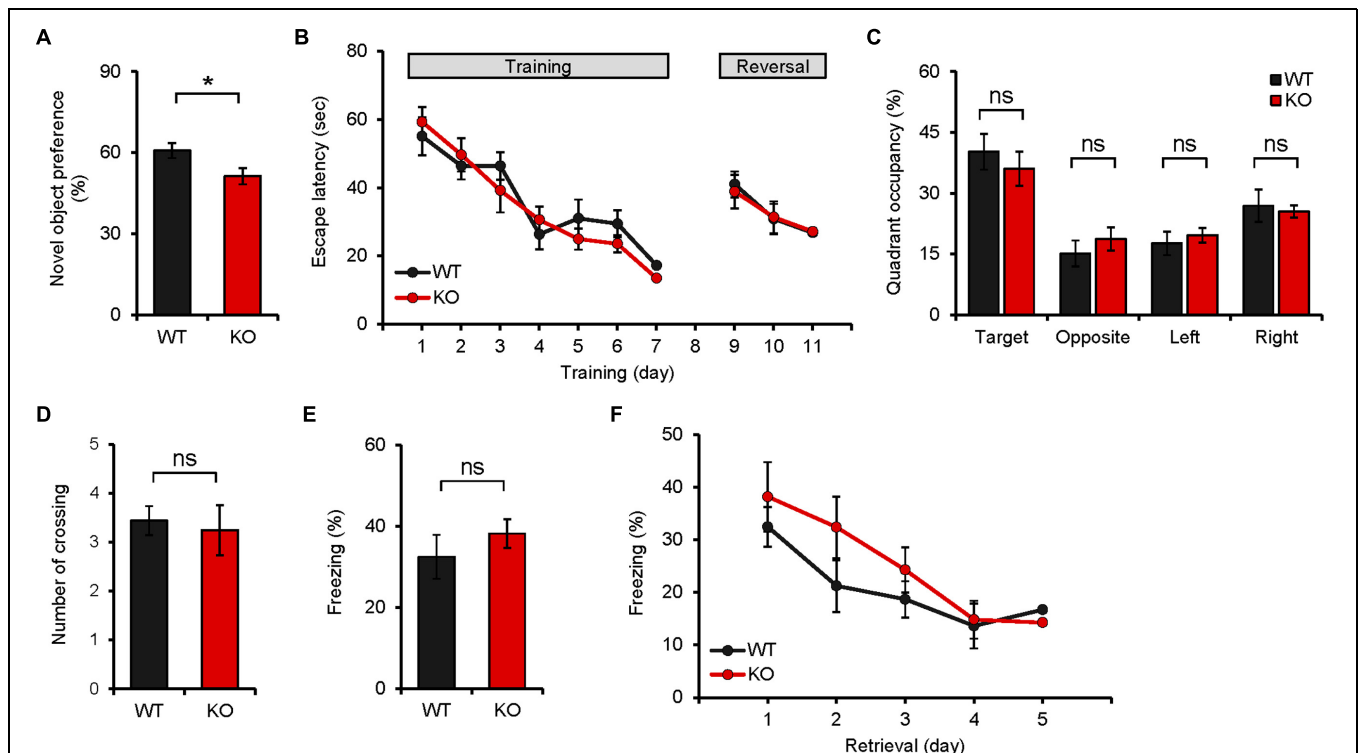 A
Novel object preference
(%)
90
60
30
0
*
WT
KO
B
Escape latency (sec)
80
60
40
20
0
Training
Reversal
WT
KO
1 2 3 4 5 6 7 8 9 10 11
Training (day)
C
Quadrant occupancy (%)
60
45
30
15
0
WT
KO
ns
ns
ns
ns
Target Opposite Left Right
D
Number of crossing
5
4
3
2
1
0
ns
WT KO
E
Freezing (%)
60
40
20
0
ns
WT KO
F
Freezing (%)
50
40
30
20
10
0
WT
KO
1 2 3 4 5
Retrieval (day)